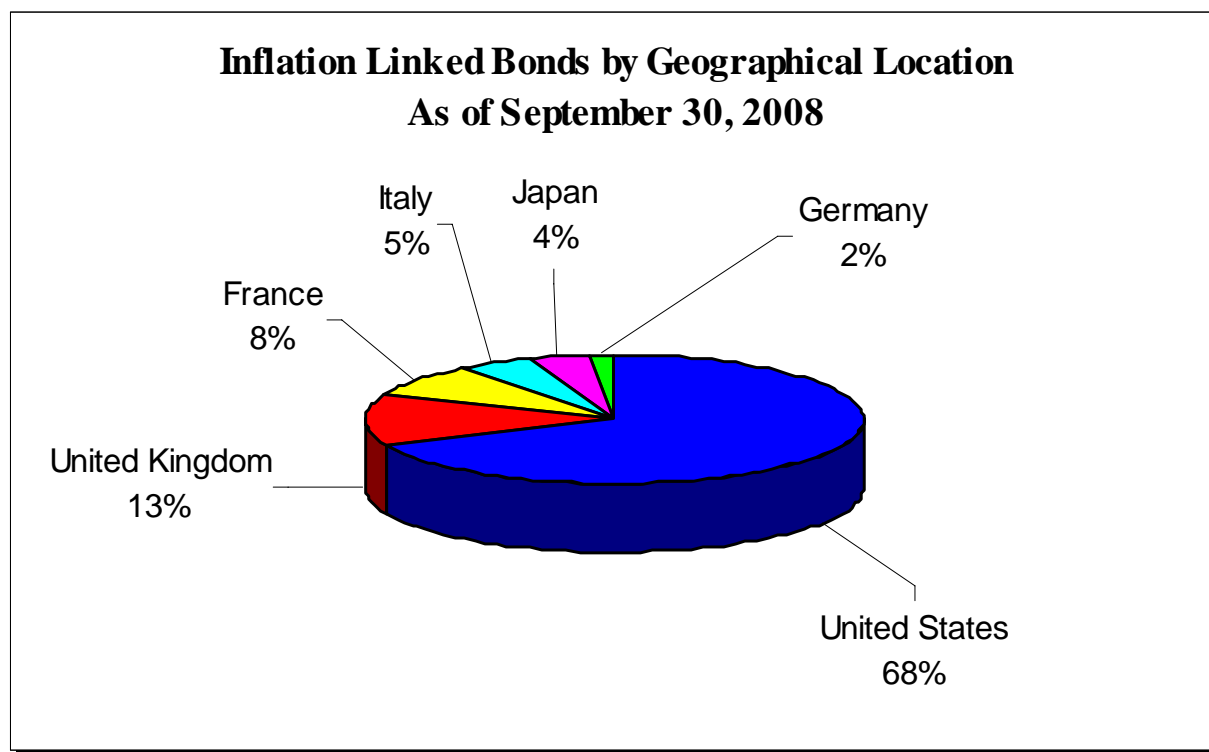 Inflation Linked Bonds by Geographical Location
As of September 30, 2008
Italy
5%
Japan
4%
Germany
2%
France
8%
United Kingdom
13%
United States
68%